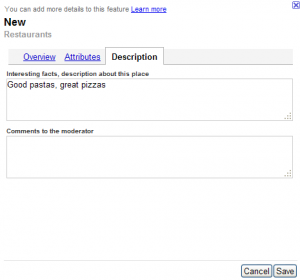 You can add more details to this feature Learn more
New
Restaurants
Overview Attributes Description
Interesting facts, description about this place
Good pastas, great pizzas
Comments to the moderator
Cancel Save